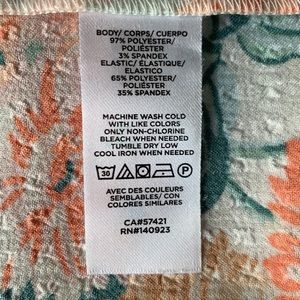 BODY/ CORPS/ CUERPO
97% POLYESTER/
POLIÉSTER
3% SPANDEX
ELASTIC/ ÉLASTIQUE/
ELASTICO
65% POLYESTER/
POLIÉSTER
35% SPANDEX
MACHINE WASH COLD
WITH LIKE COLORS
ONLY NON-CHLORINE
BLEACH WHEN NEEDED
TUMBLE DRY LOW
COOL IRON WHEN NEEDED
30
AVEC DES COULEURS
SEMBLABLES/ CON
COLORES SIMILARES
CA#57421
RN#140923